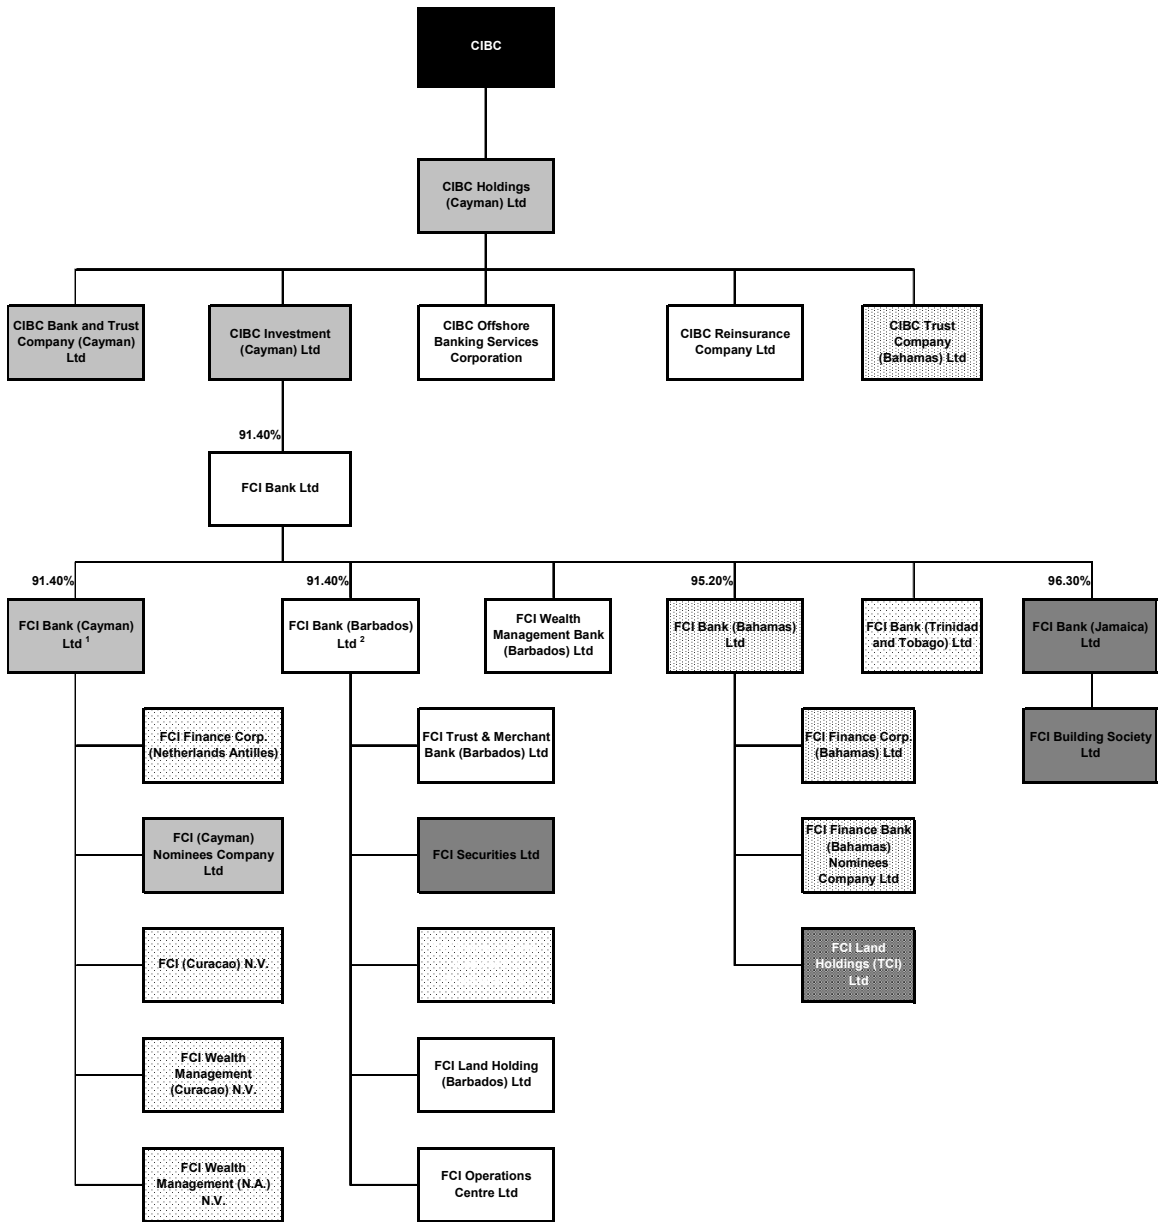 CIBC
CIBC Holdings
(Cayman) Ltd
CIBC Bank and Trust
Company (Cayman)
Ltd
CIBC Investment
(Cayman) Ltd
CIBC Offshore
Banking Services
Corporation
CIBC Reinsurance
Company Ltd
CIBC Trust
Company
(Bahamas) Ltd
91.40%
FCI Bank Ltd
91.40%
91.40%
95.20%
96.30%
FCI Bank (Cayman)
Ltd 1
FCI Bank (Barbados)
Ltd 2
FCI Wealth
Management Bank
(Barbados) Ltd
FCI Bank (Bahamas)
Ltd
FCI Bank (Trinidad
and Tobago) Ltd
FCI Bank (Jamaica)
Ltd
FCI Finance Corp.
(Netherlands Antilles)
FCI Trust & Merchant
Bank (Barbados) Ltd
FCI Finance Corp.
(Bahamas) Ltd
FCI Building Society
Ltd
FCI (Cayman)
Nominees Company
Ltd
FCI Securities Ltd
FCI Finance Bank
(Bahamas)
Nominees
Company Ltd
FCI (Curacao) N.V.
FCI Land
Holdings (TCI)
Ltd
FCI Wealth
Management
(Curacao) N.V.
FCI Land Holding
(Barbados) Ltd
FCI Wealth
Management (N.A.)
N.V.
FCI Operations
Centre Ltd